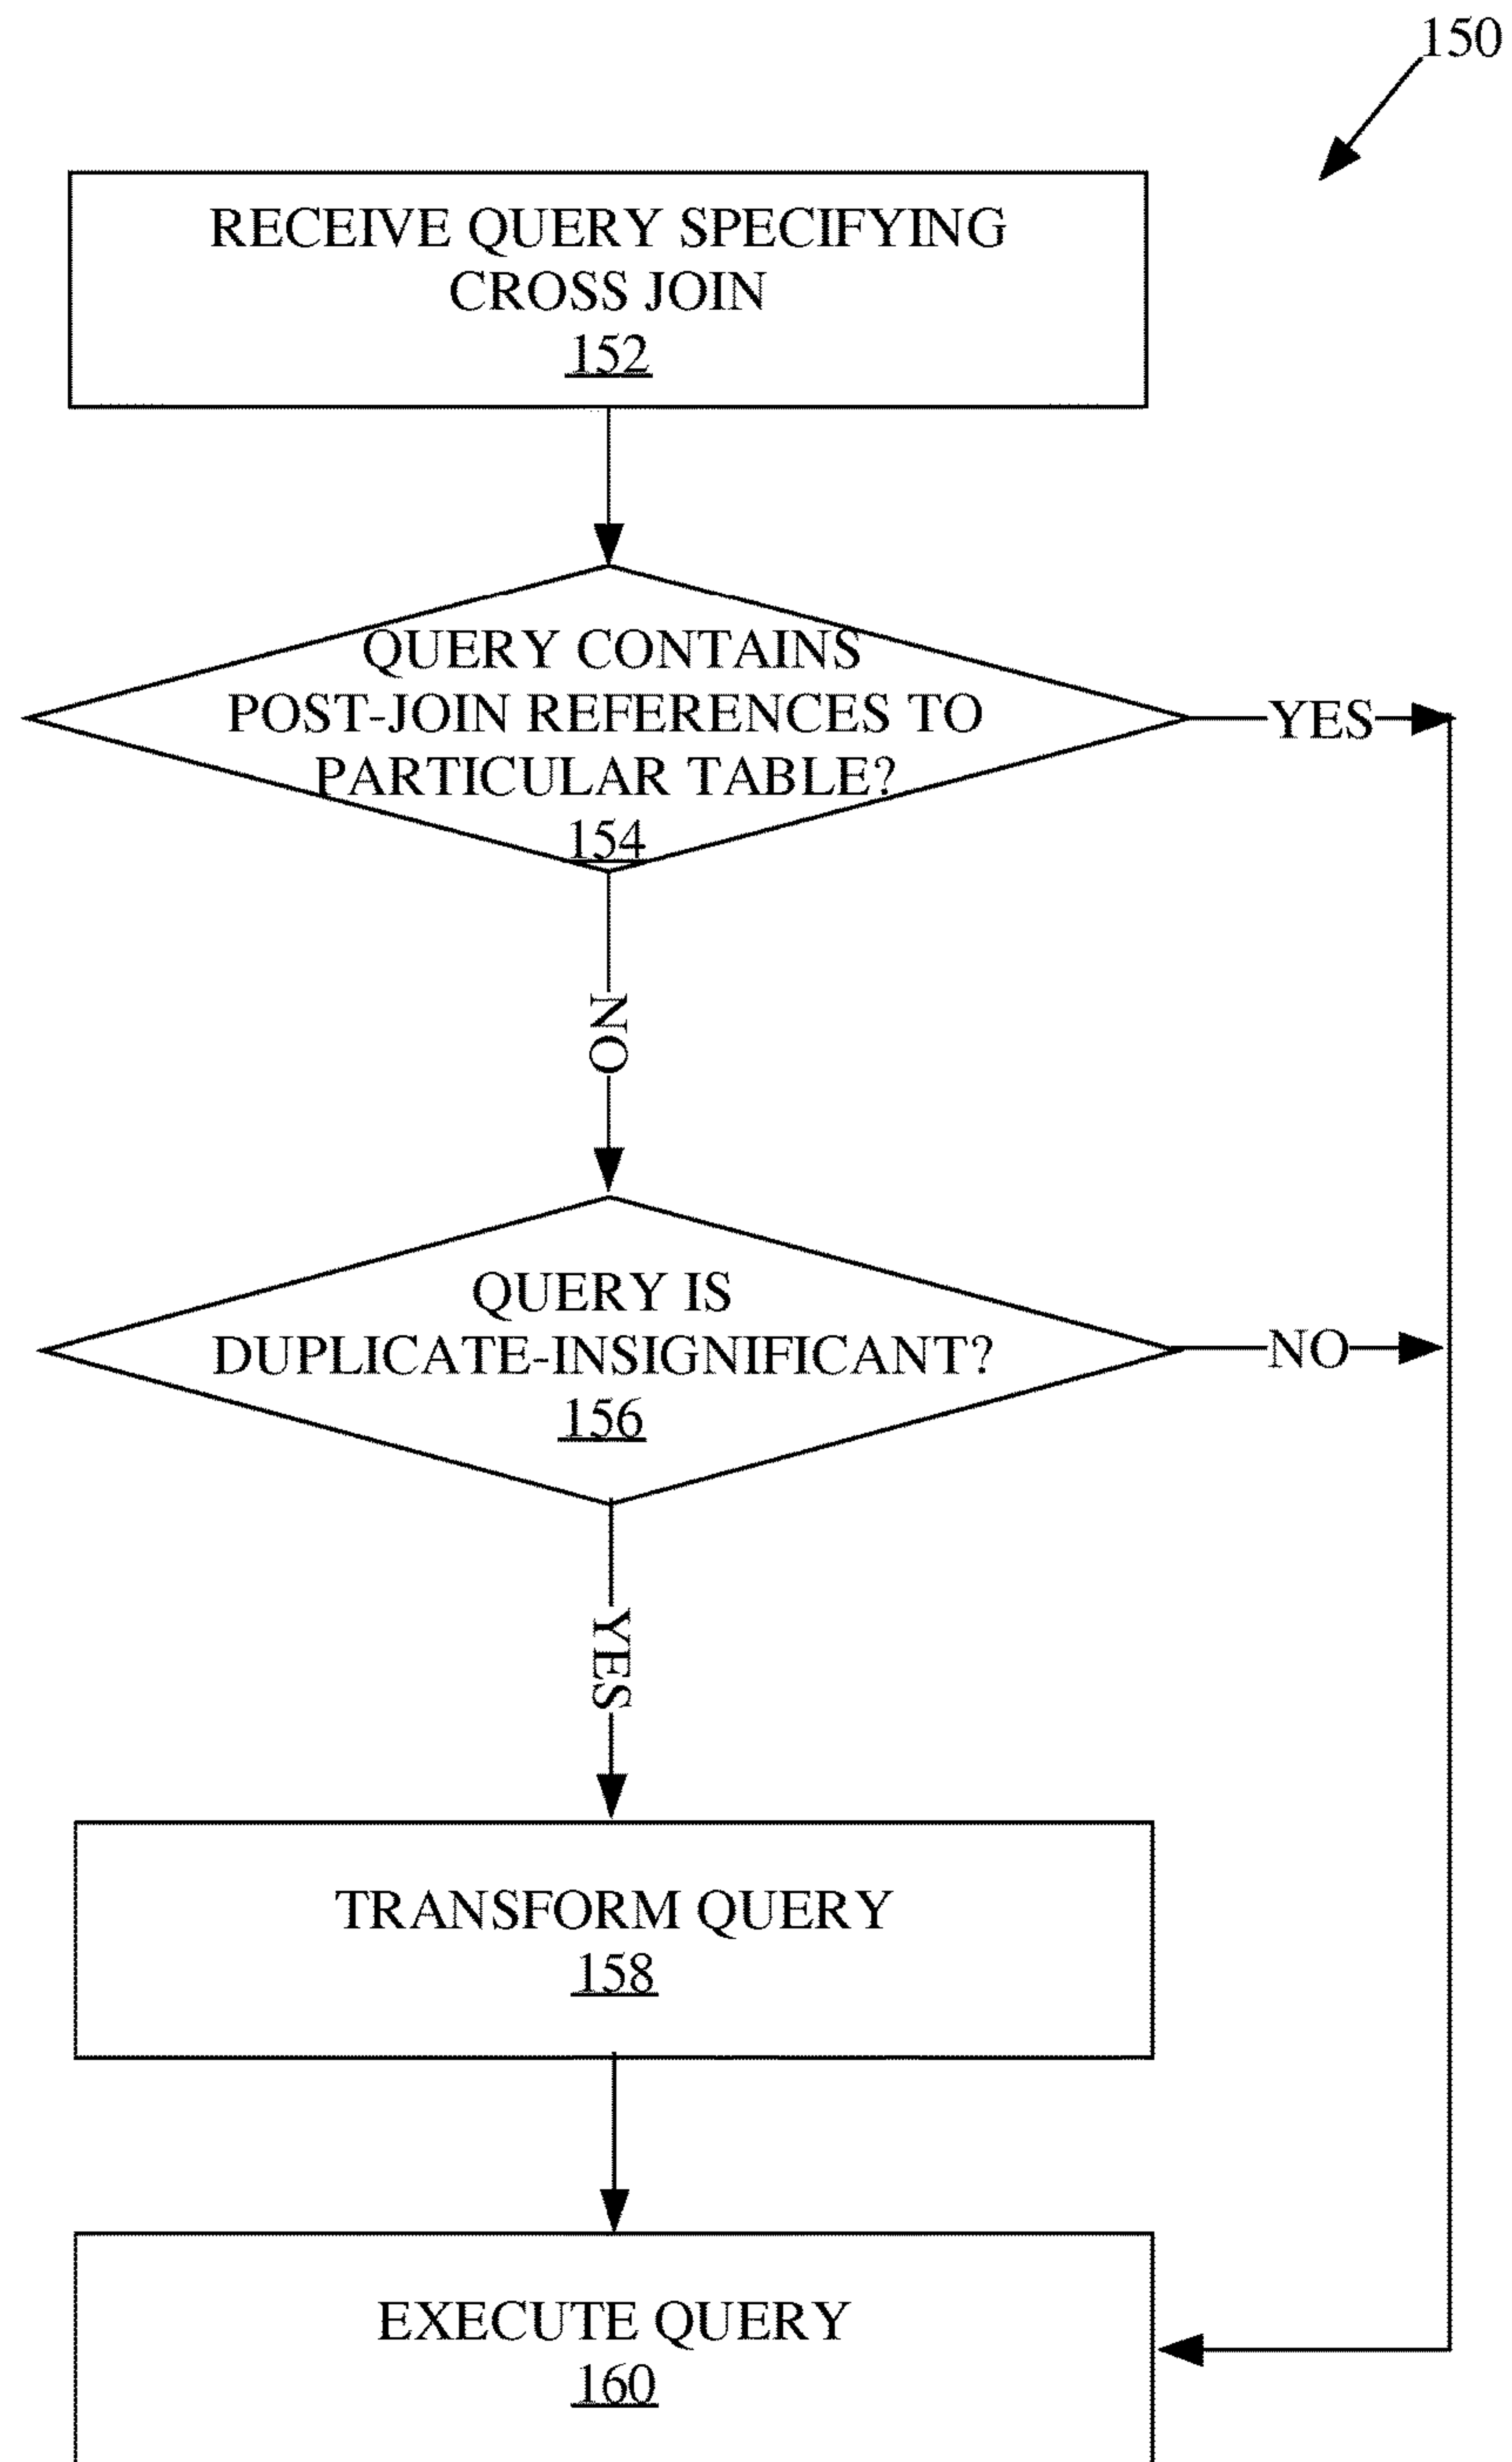 150
RECEIVE QUERY SPECIFYING
CROSS JOIN
152
QUERY CONTAINS
POST-JOIN REFERENCES TO
PARTICULAR TABLE?
154
YES
NO
QUERY IS
DUPLICATE-INSIGNIFICANT?
156
NO
YES
TRANSFORM QUERY
158
EXECUTE QUERY
160